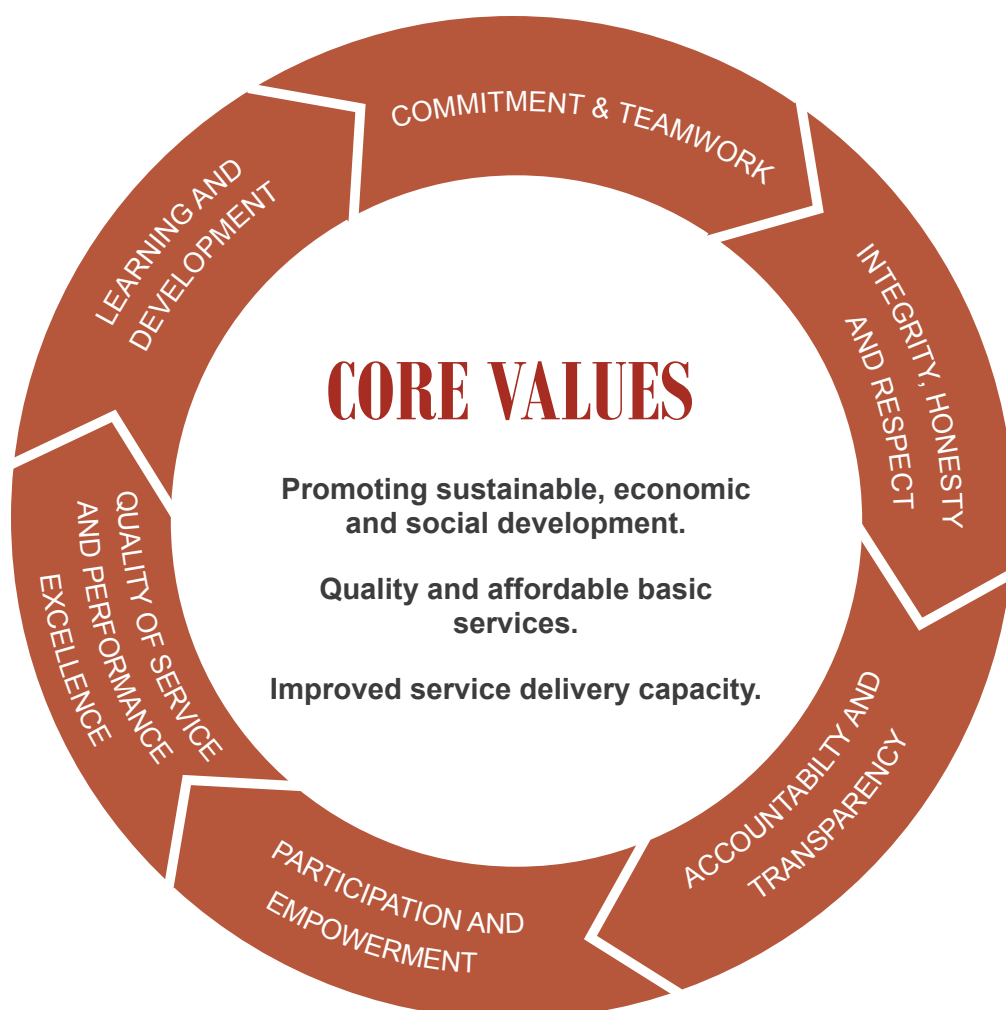 COMMITMENT & TEAMWORK
INTEGRITY, HONESTY
AND RESPECT
ACCOUNTABILTY AND
TRANSPARENCY
PARTICIPATION AND
EMPOWERMENT
QUALITY OF SERVICE
AND PERFORMANCE
EXCELLENCE
LEARNING AND
DEVELOPMENT
CORE VALUES
Promoting sustainable, economic
and social development.
Quality and affordable basic
services.
Improved service delivery capacity.